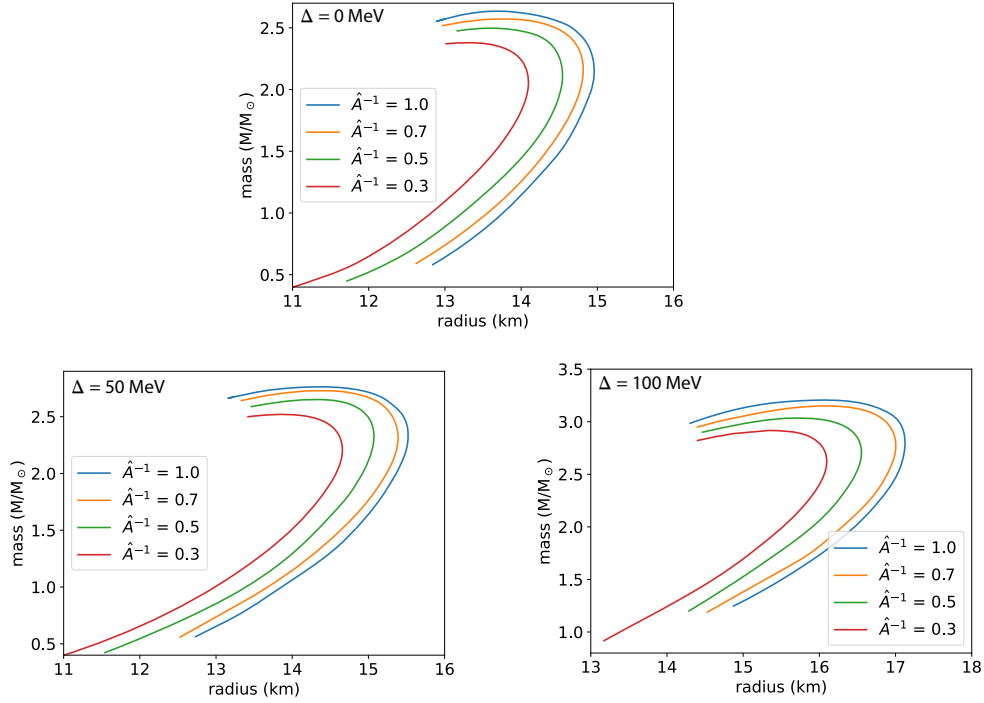 Δ = 0 MeV
mass (M/M⊙)
2.5
2.0
1.5
1.0
0.5
Â⁻¹ = 1.0
Â⁻¹ = 0.7
Â⁻¹ = 0.5
Â⁻¹ = 0.3
11 12 13 14 15 16
radius (km)
Δ = 50 MeV
mass (M/M⊙)
2.5
2.0
1.5
1.0
0.5
Â⁻¹ = 1.0
Â⁻¹ = 0.7
Â⁻¹ = 0.5
Â⁻¹ = 0.3
11 12 13 14 15 16
radius (km)
Δ = 100 MeV
mass (M/M⊙)
3.5
3.0
2.5
2.0
1.5
1.0
Â⁻¹ = 1.0
Â⁻¹ = 0.7
Â⁻¹ = 0.5
Â⁻¹ = 0.3
13 14 15 16 17 18
radius (km)